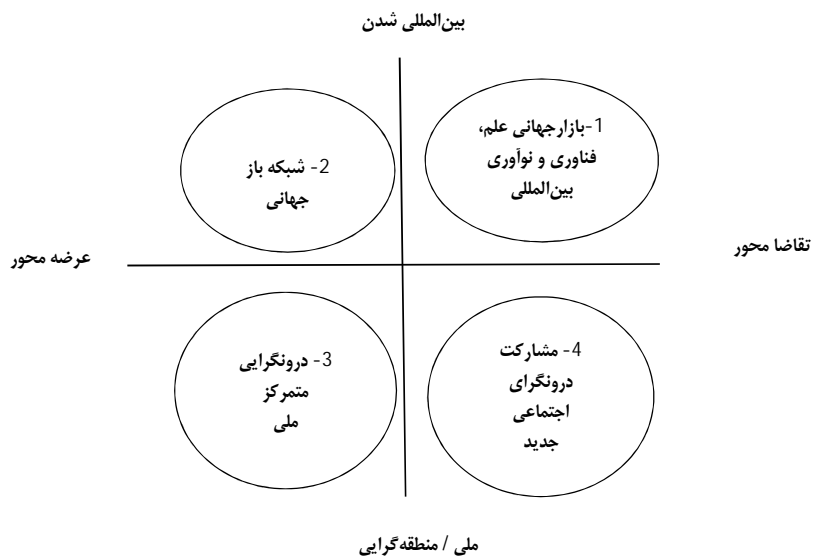 بین‌المللی شدن
1-بازارجهانی علم،
فناوری و نوآوری
بین‌المللی
2- شبکه باز
جهانی
تقاضا محور
عرضه محور
3- درونگرایی
متمرکز
ملی
4- مشارکت
درونگرای
اجتماعی
جدید
ملی / منطقه‌گرایی